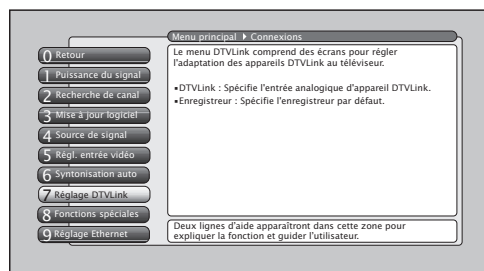 Menu principal ▸ Connexions
0 Retour
1 Puissance du signal
2 Recherche de canal
3 Mise à jour logiciel
4 Source de signal
5 Régl. entrée vidéo
6 Syntonisation auto
7 Réglage DTVLink
8 Fonctions spéciales
9 Réglage Ethernet
Le menu DTVLink comprend des écrans pour régler
l'adaptation des appareils DTVLink au téléviseur.
▪DTVLink : Spécifie l'entrée analogique d'appareil DTVLink.
▪Enregistreur : Spécifie l'enregistreur par défaut.
Deux lignes d'aide apparaîtront dans cette zone pour
expliquer la fonction et guider l'utilisateur.